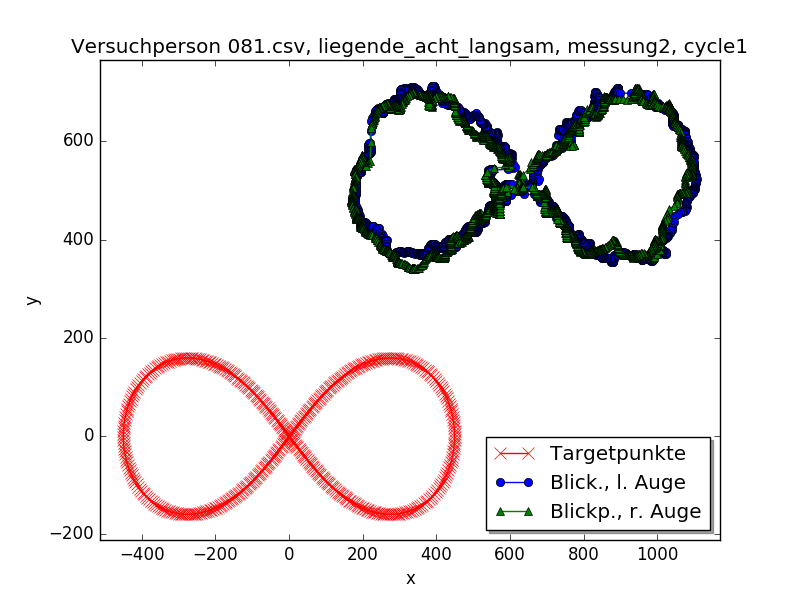 Versuchperson 081.csv, liegende_acht_langsam, messung2, cycle1
y
600
400
200
0
−200
−400
−200
0
200
400
600
800
1000
x
Targetpunkte
Blick., l. Auge
Blickp., r. Auge